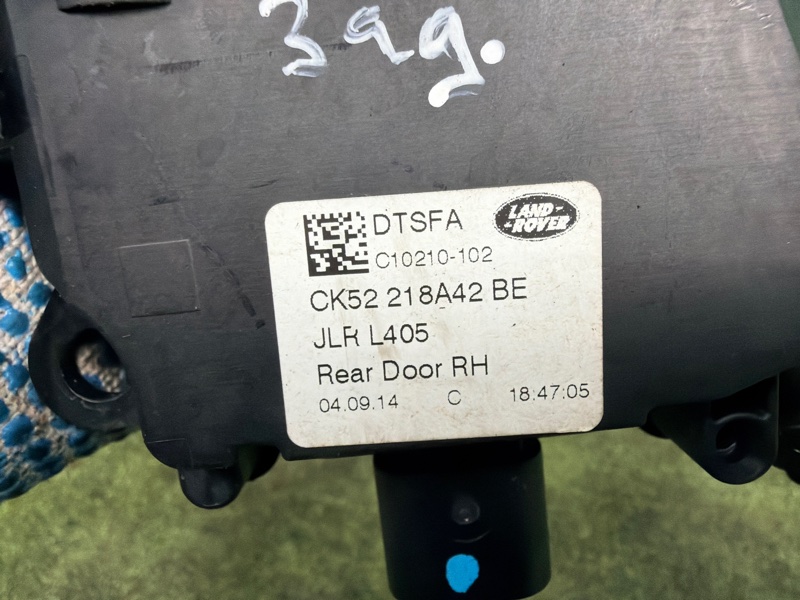 Зад.
DTSFA
LAND-
-ROVER
C10210-102
CK52 218A42 BE
JLR L405
Rear Door RH
04.09.14 C 18:47:05